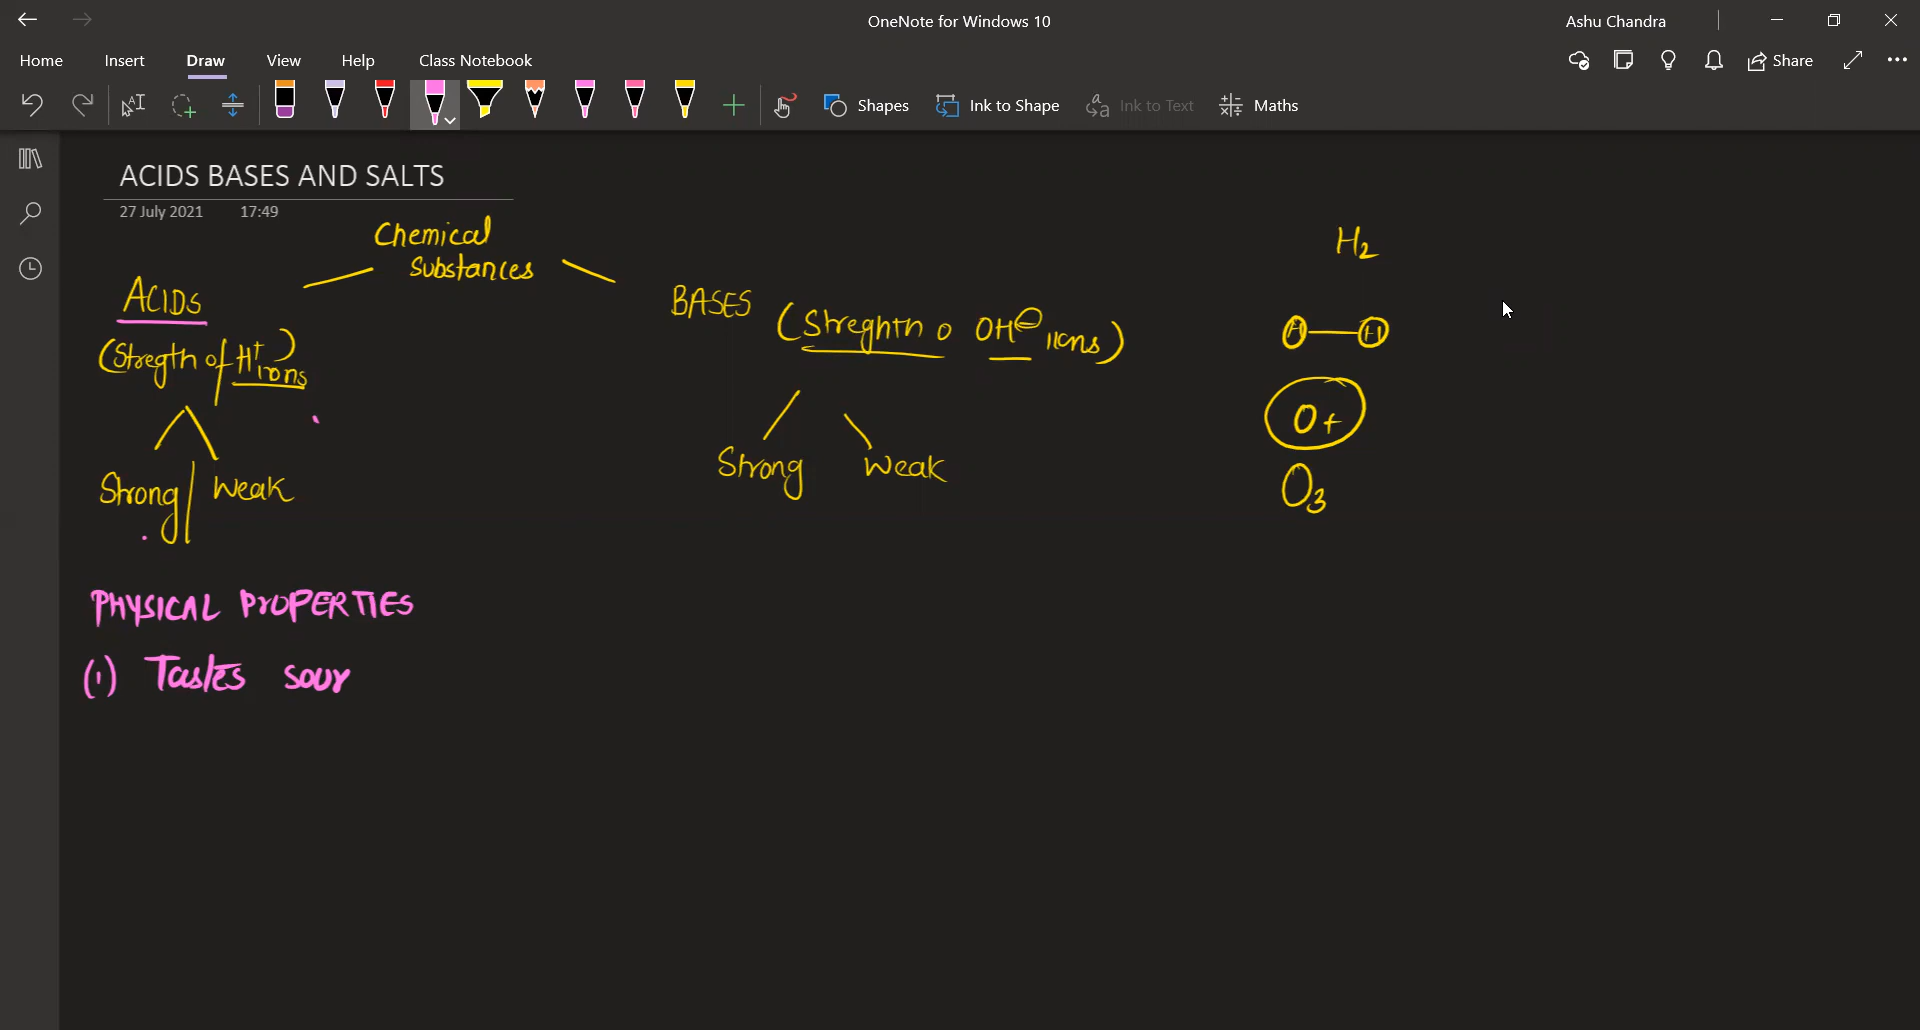 OneNote for Windows 10
Ashu Chandra
Home Insert Draw View Help Class Notebook
Share
Shapes Ink to Shape Ink to Text Maths
ACIDS BASES AND SALTS
27 July 2021 17:49
Chemical
Substances
ACIDS
(Stregth of H+ ions)
Strong Weak
BASES
(Streghtn o OH⊖ iions)
Strong Weak
H2
H H
O+
O3
PHYSICAL PROPERTIES
(1) Tastes sour